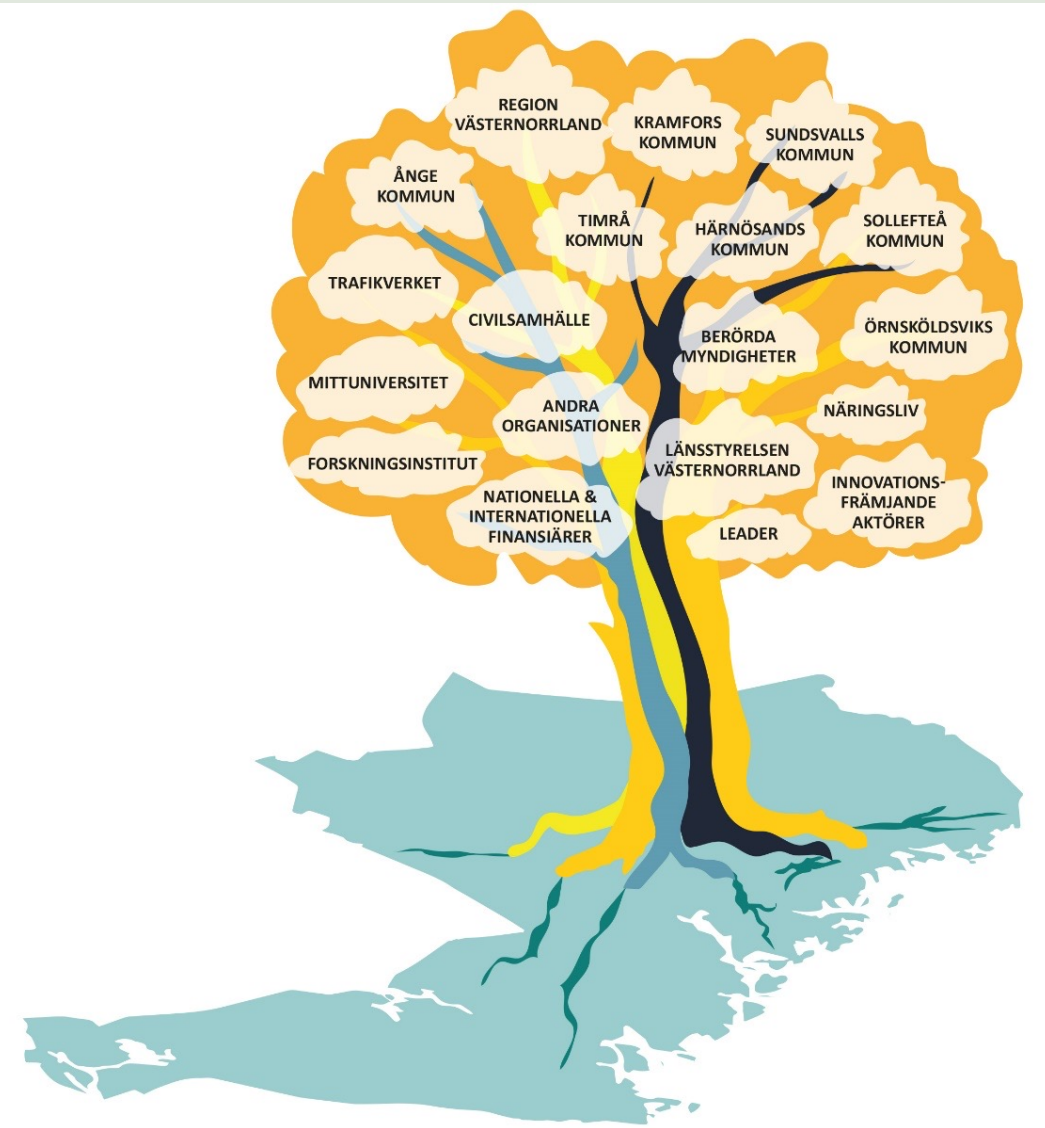 REGION
VÄSTERNORRLAND
KRAMFORS
KOMMUN
SUNDSVALLS
KOMMUN
ÅNGE
KOMMUN
TIMRÅ
KOMMUN
HÄRNÖSANDS
KOMMUN
SOLLEFTEÅ
KOMMUN
TRAFIKVERKET
CIVILSAMHÄLLE
BERÖRDA
MYNDIGHETER
ÖRNSKÖLDSVIKS
KOMMUN
MITTUNIVERSITET
ANDRA
ORGANISATIONER
NÄRINGSLIV
FORSKNINGSINSTITUT
LÄNSSTYRELSEN
VÄSTERNORRLAND
NATIONELLA &
INTERNATIONELLA
FINANSIÄRER
LEADER
INNOVATIONS-
FRÄMJANDE
AKTÖRER